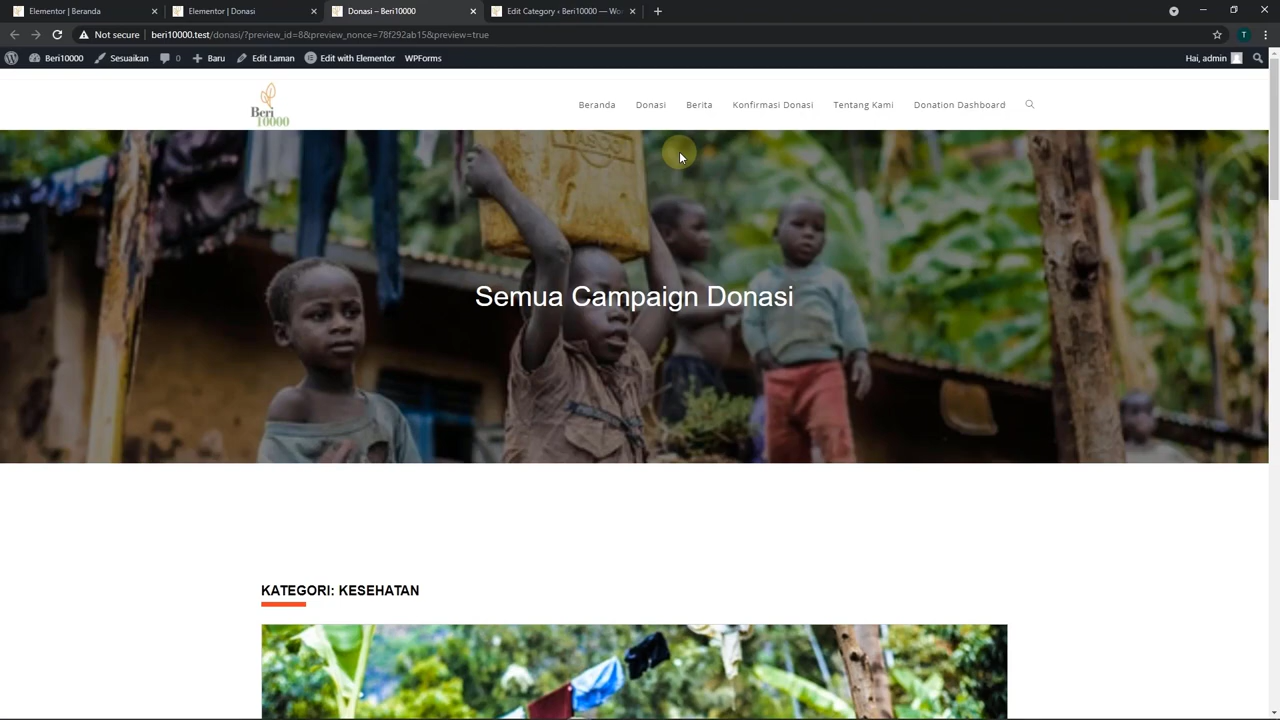 Elementor | Beranda
Elementor | Donasi
Donasi – Beri10000
Edit Category ‹ Beri10000 — Wo
Not secure
beri10000.test/donasi/?preview_id=8&preview_nonce=78f292ab15&preview=true
T
Beri10000
Sesuaikan
0
Baru
Edit Laman
Edit with Elementor
WPForms
Hai, admin
Beri
10000
Beranda
Donasi
Berita
Konfirmasi Donasi
Tentang Kami
Donation Dashboard
Semua Campaign Donasi
KATEGORI: KESEHATAN